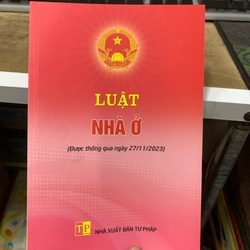 LUẬT
NHÀ Ở
(Được thông qua ngày 27/11/2023)
TP
NHÀ XUẤT BẢN TƯ PHÁP